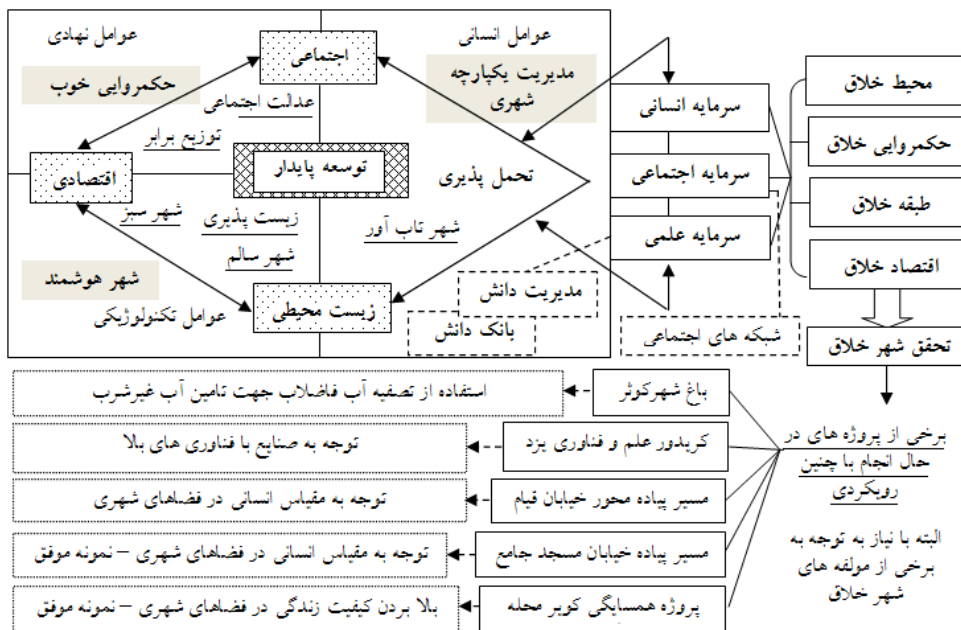 عوامل انسانی
عوامل نهادی
اجتماعی
مدیریت یکپارچه
شهری
حکمروایی خوب
عدالت اجتماعی
توزیع برابر
اقتصادی
توسعه پایدار
تحمل پذیری
شهر سبز
زیست پذیری
شهر تاب آور
شهر سالم
شهر هوشمند
زیست محیطی
عوامل تکنولوژیکی
مدیریت دانش
بانک دانش
سرمایه انسانی
سرمایه اجتماعی
سرمایه علمی
شبکه های اجتماعی
محیط خلاق
حکمروایی خلاق
طبقه خلاق
اقتصاد خلاق
تحقق شهر خلاق
برخی از پروژه های در
حال انجام با چنین
رویکردی
البته با نیاز به توجه به
برخی از مولفه های
شهر خلاق
باغ شهرکوثر
استفاده از تصفیه آب فاضلاب جهت تامین آب غیرشرب
کریدور علم و فناوری یزد
توجه به صنایع با فناوری های بالا
مسیر پیاده محور خیابان قیام
توجه به مقیاس انسانی در فضاهای شهری
مسیر پیاده خیابان مسجد جامع
توجه به مقیاس انسانی در فضاهای شهری – نمونه موفق
پروژه همسایگی کویر محله
بالا بردن کیفیت زندگی در فضاهای شهری – نمونه موفق